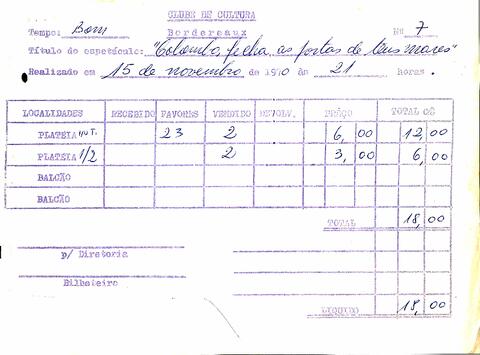 CLUBE DE CULTURA
Tempo: Bom Bordereaux Nº 7
Título do espetáculo: "Colombo, fecha as portas de teus mares"
Realizado em 15 de novembro de 1970 às 21 horas.
LOCALIDADES RECEBIDO FAVORES VENDIDO DEVOLV. PREÇO TOTAL C$
PLATEIA INT. 23 2 6,00 12,00
PLATEIA 1/2 2 3,00 6,00
BALCÃO
BALCÃO
TOTAL 18,00
p/ Diretoria
Bilheteiro
LIQUIDO 18,00